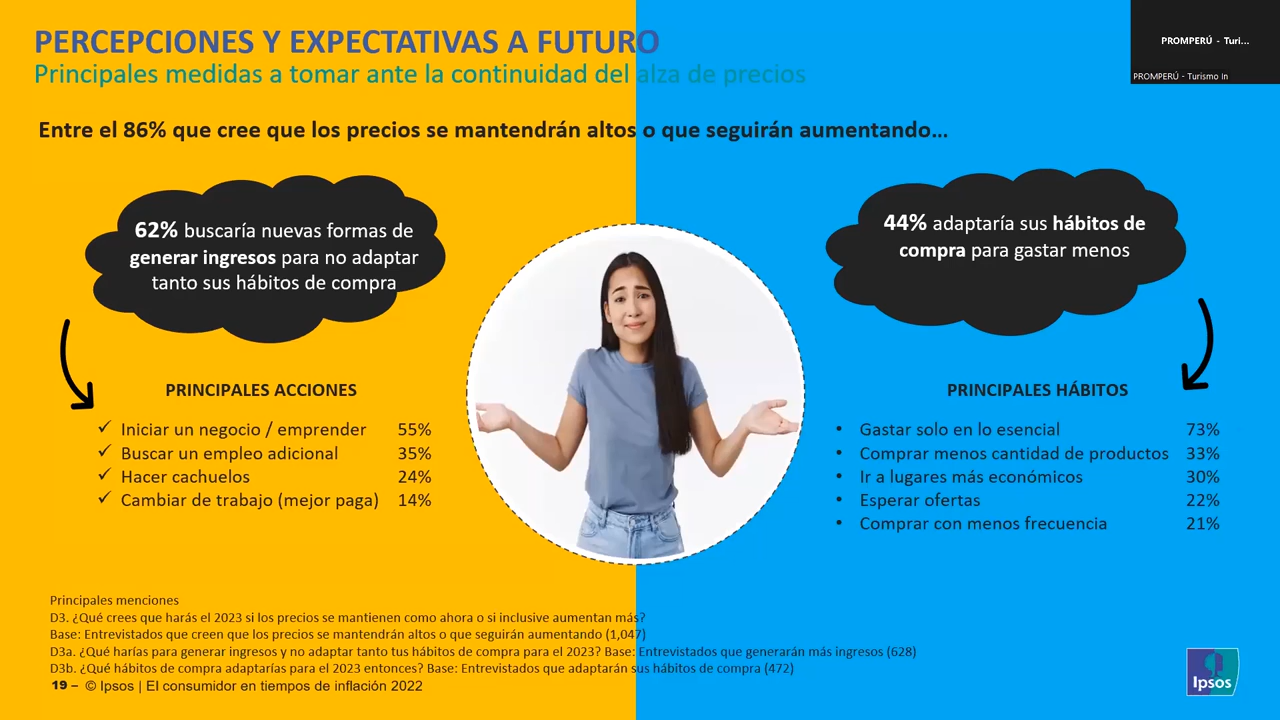 PERCEPCIONES Y EXPECTATIVAS A FUTURO
Principales medidas a tomar ante la continuidad del alza de precios
PROMPERÚ - Turi...
PROMPERÚ - Turismo In
Entre el 86% que cree que los precios se mantendrán altos o que seguirán aumentando...
62% buscaría nuevas formas de
generar ingresos para no adaptar
tanto sus hábitos de compra
44% adaptaría sus hábitos de
compra para gastar menos
PRINCIPALES ACCIONES
✓ Iniciar un negocio / emprender 55%
✓ Buscar un empleo adicional 35%
✓ Hacer cachuelos 24%
✓ Cambiar de trabajo (mejor paga) 14%
PRINCIPALES HÁBITOS
• Gastar solo en lo esencial 73%
• Comprar menos cantidad de productos 33%
• Ir a lugares más económicos 30%
• Esperar ofertas 22%
• Comprar con menos frecuencia 21%
Principales menciones
D3. ¿Qué crees que harás el 2023 si los precios se mantienen como ahora o si inclusive aumentan más?
Base: Entrevistados que creen que los precios se mantendrán altos o que seguirán aumentando (1,047)
D3a. ¿Qué harías para generar ingresos y no adaptar tanto tus hábitos de compra para el 2023? Base: Entrevistados que generarán más ingresos (628)
D3b. ¿Qué hábitos de compra adaptarías para el 2023 entonces? Base: Entrevistados que adaptarán sus hábitos de compra (472)
19 – © Ipsos | El consumidor en tiempos de inflación 2022
Ipsos